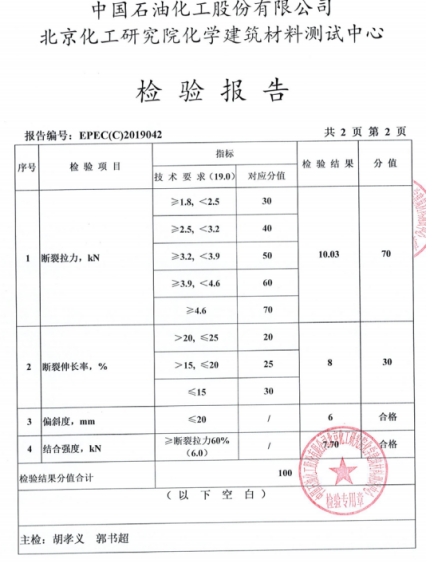 中国石油化工股份有限公司
北京化工研究院化学建筑材料测试中心
检 验 报 告
报告编号：EPEC(C)2019042 共 2 页 第 2 页
序号 检 验 项 目 指标 检 验 结 果 分 值
技 术 要 求（19.0） 对应分值
1 断裂拉力，kN ≥1.8, <2.5 30 10.03 70
≥2.5, <3.2 40
≥3.2, <3.9 50
≥3.9, <4.6 60
≥4.6 70
2 断裂伸长率，% >20, ≤25 20 8 30
>15, ≤20 25
≤15 30
3 偏斜度，mm ≤20 / 6 合格
4 结合强度，kN ≥断裂拉力60% / 7.70 合格
（6.0）
检验结果分值合计 100
（ 以 下 空 白 ）
主检：胡孝义 郭书超